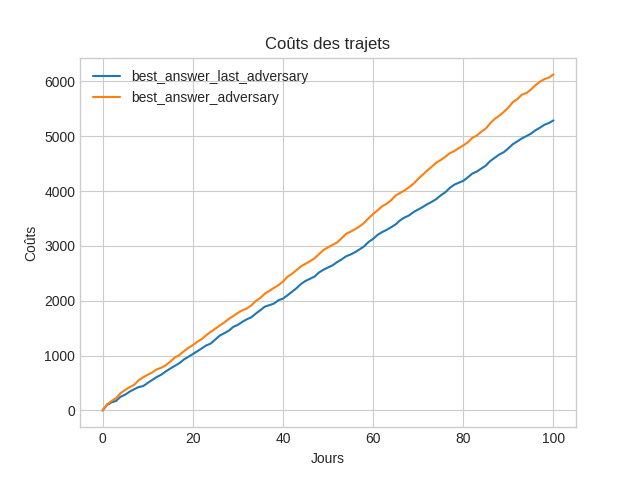 Coûts des trajets
best_answer_last_adversary
best_answer_adversary
Coûts
6000
5000
4000
3000
2000
1000
0
0 20 40 60 80 100
Jours